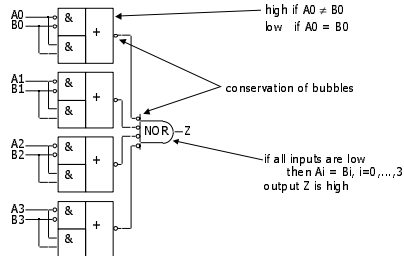 A0
B0
&
&
+
high if A0 ≠ B0
low if A0 = B0
A1
B1
&
&
+
conservation of bubbles
NOR
Z
A2
B2
&
&
+
if all inputs are low
then Ai = Bi, i=0,...,3
output Z is high
A3
B3
&
&
+